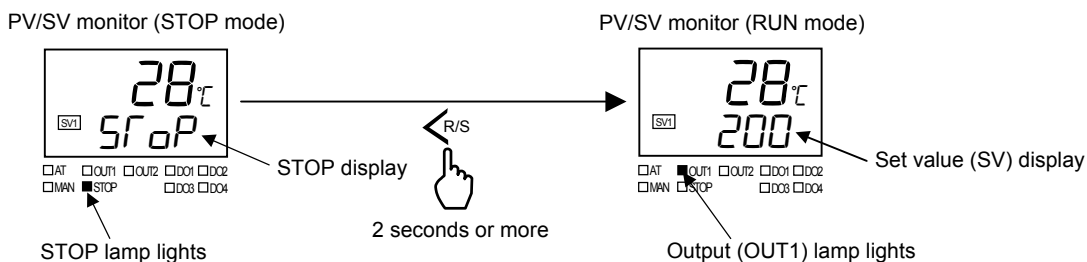 PV/SV monitor (STOP mode)
28℃
SV1
SToP
□AT □OUT1 □OUT2 □DO1 □DO2
□MAN ■STOP □DO3 □DO4
STOP display
STOP lamp lights
R/S
2 seconds or more
PV/SV monitor (RUN mode)
28℃
SV1
200
□AT ■OUT1 □OUT2 □DO1 □DO2
□MAN □STOP □DO3 □DO4
Set value (SV) display
Output (OUT1) lamp lights